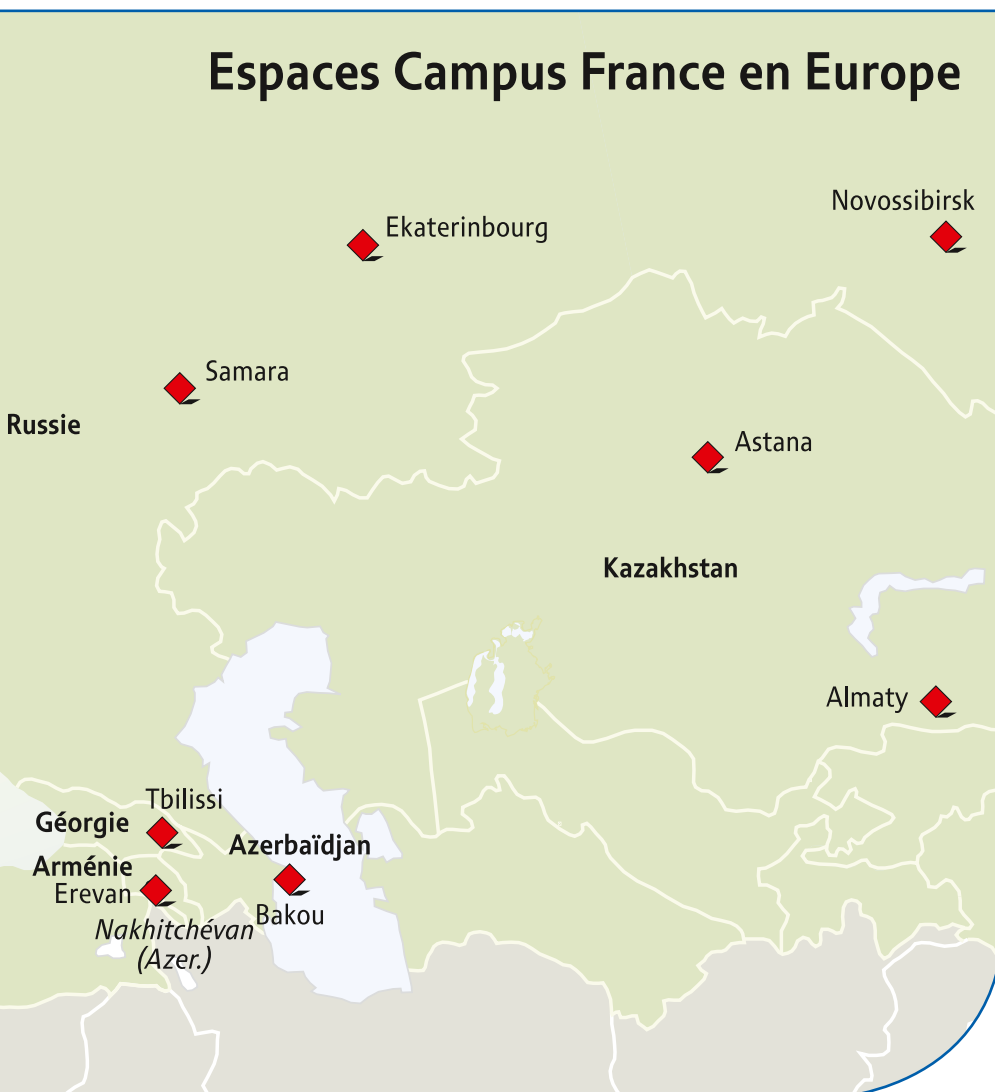 Espaces Campus France en Europe
Novossibirsk
Ekaterinbourg
Samara
Russie
Astana
Kazakhstan
Almaty
Tbilissi
Géorgie
Azerbaïdjan
Arménie
Erevan
Bakou
Nakhitchévan
(Azer.)